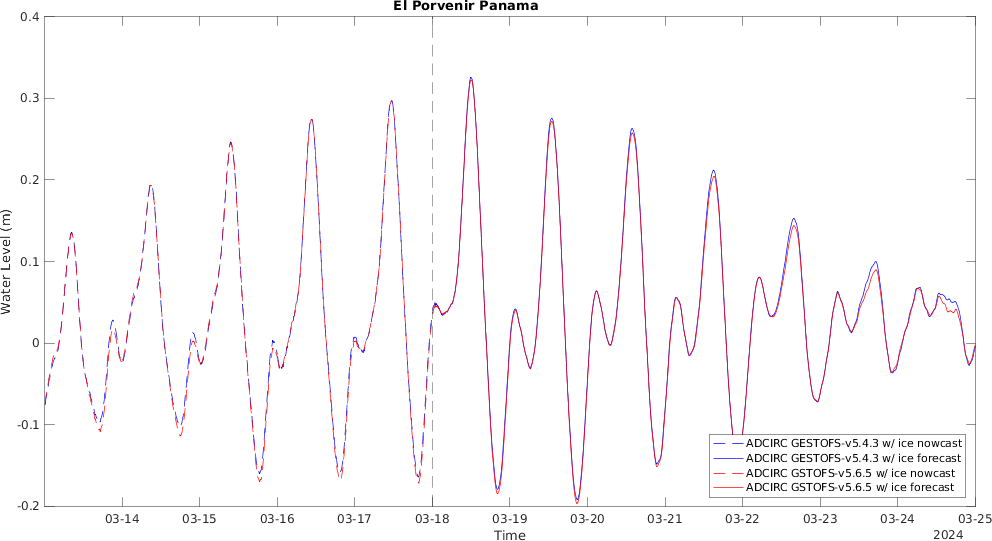 El Porvenir Panama
0.4
0.3
0.2
0.1
0
-0.1
-0.2
Water Level (m)
03-14 03-15 03-16 03-17 03-18 03-19 03-20 03-21 03-22 03-23 03-24 03-25
Time
2024
ADCIRC GESTOFS-v5.4.3 w/ ice nowcast
ADCIRC GESTOFS-v5.4.3 w/ ice forecast
ADCIRC GSTOFS-v5.6.5 w/ ice nowcast
ADCIRC GSTOFS-v5.6.5 w/ ice forecast